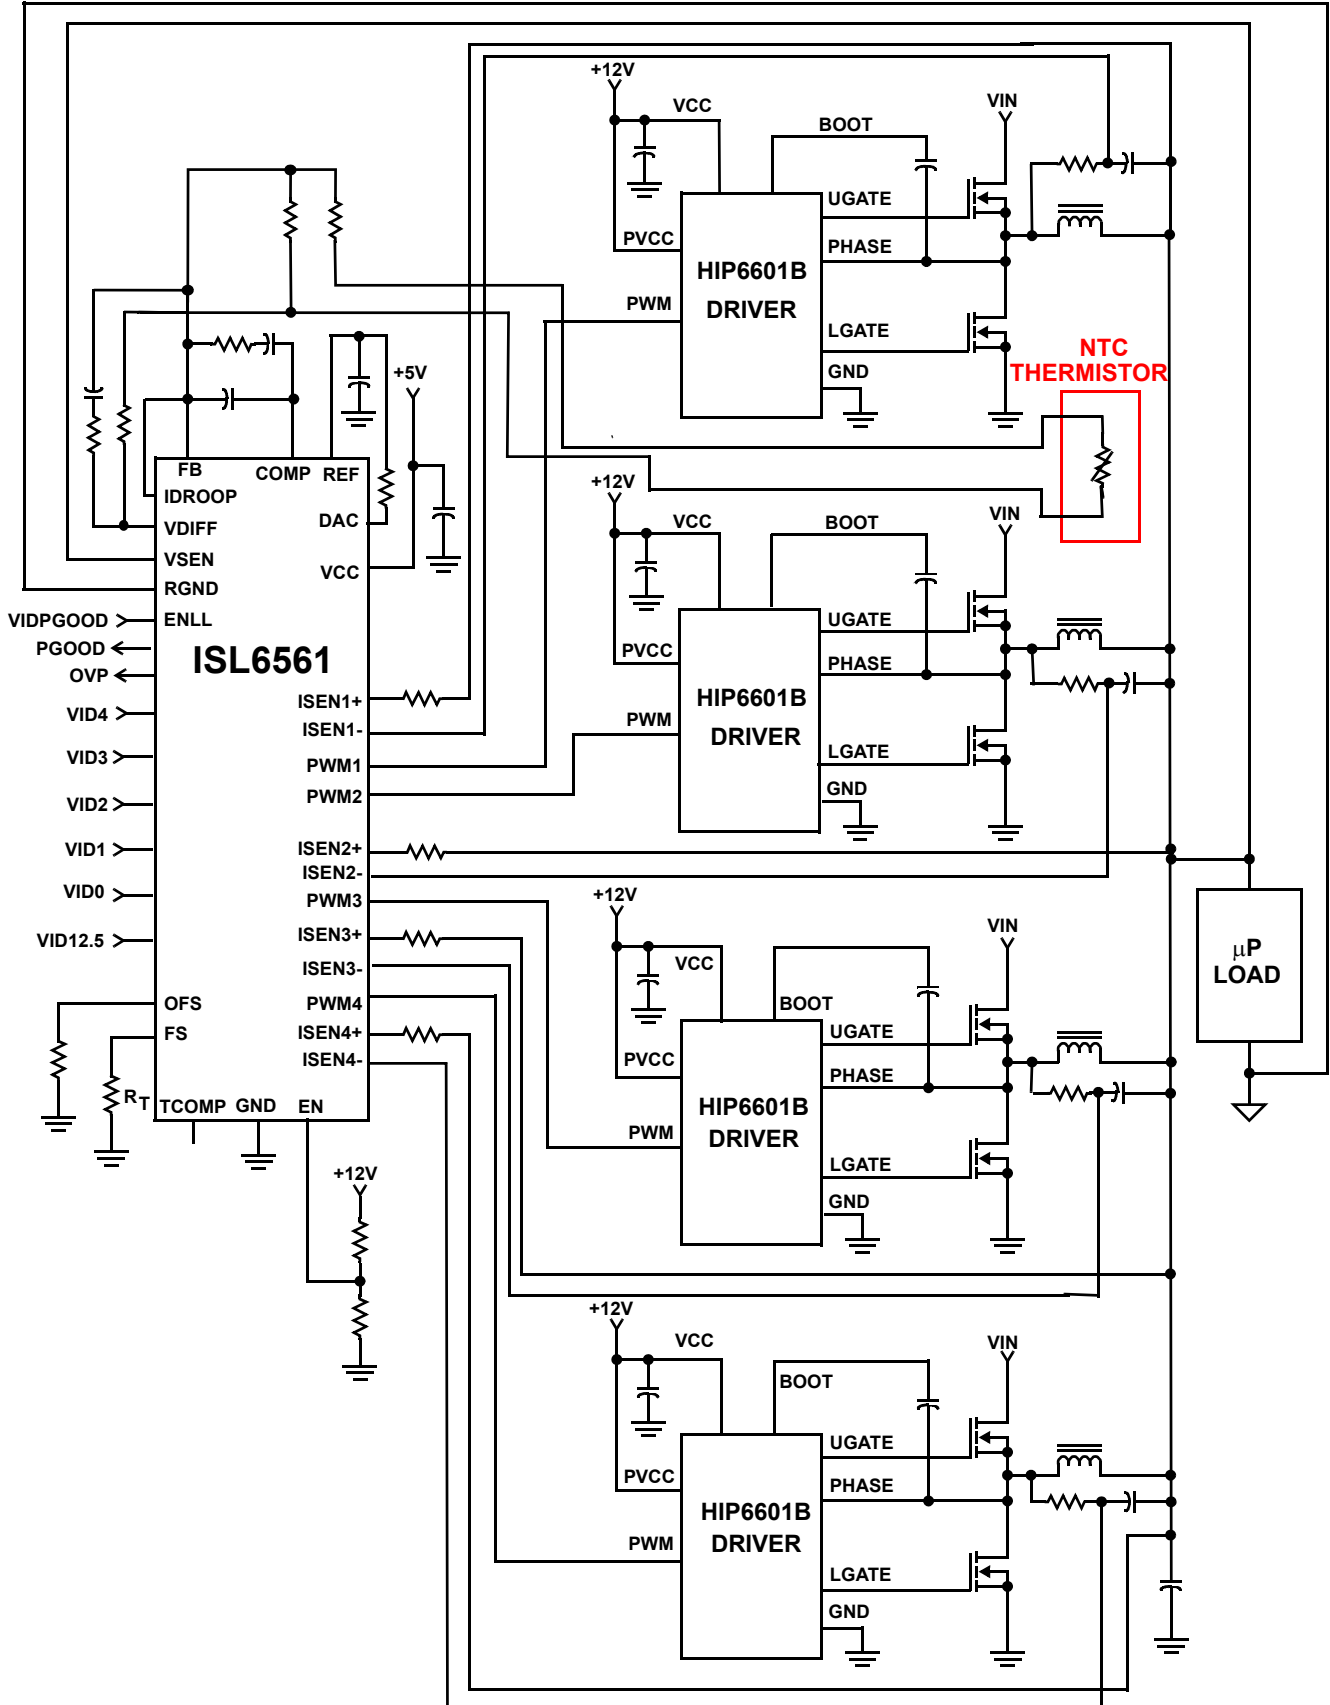 +12V
VCC
BOOT
VIN
UGATE
PVCC
PHASE
HIP6601B
DRIVER
PWM
LGATE
GND
NTC
THERMISTOR
+5V
FB
COMP
REF
IDROOP
VDIFF
DAC
VSEN
VCC
RGND
VIDPGOOD
ENLL
PGOOD
OVP
ISL6561
VID4
VID3
VID2
VID1
VID0
VID12.5
ISEN1+
ISEN1-
PWM1
PWM2
ISEN2+
ISEN2-
PWM3
ISEN3+
ISEN3-
PWM4
ISEN4+
ISEN4-
OFS
FS
RT
TCOMP
GND
EN
+12V
+12V
VCC
BOOT
VIN
UGATE
PVCC
PHASE
HIP6601B
DRIVER
PWM
LGATE
GND
+12V
VCC
BOOT
VIN
UGATE
PVCC
PHASE
HIP6601B
DRIVER
PWM
LGATE
GND
μP
LOAD
+12V
VCC
BOOT
VIN
UGATE
PVCC
PHASE
HIP6601B
DRIVER
PWM
LGATE
GND